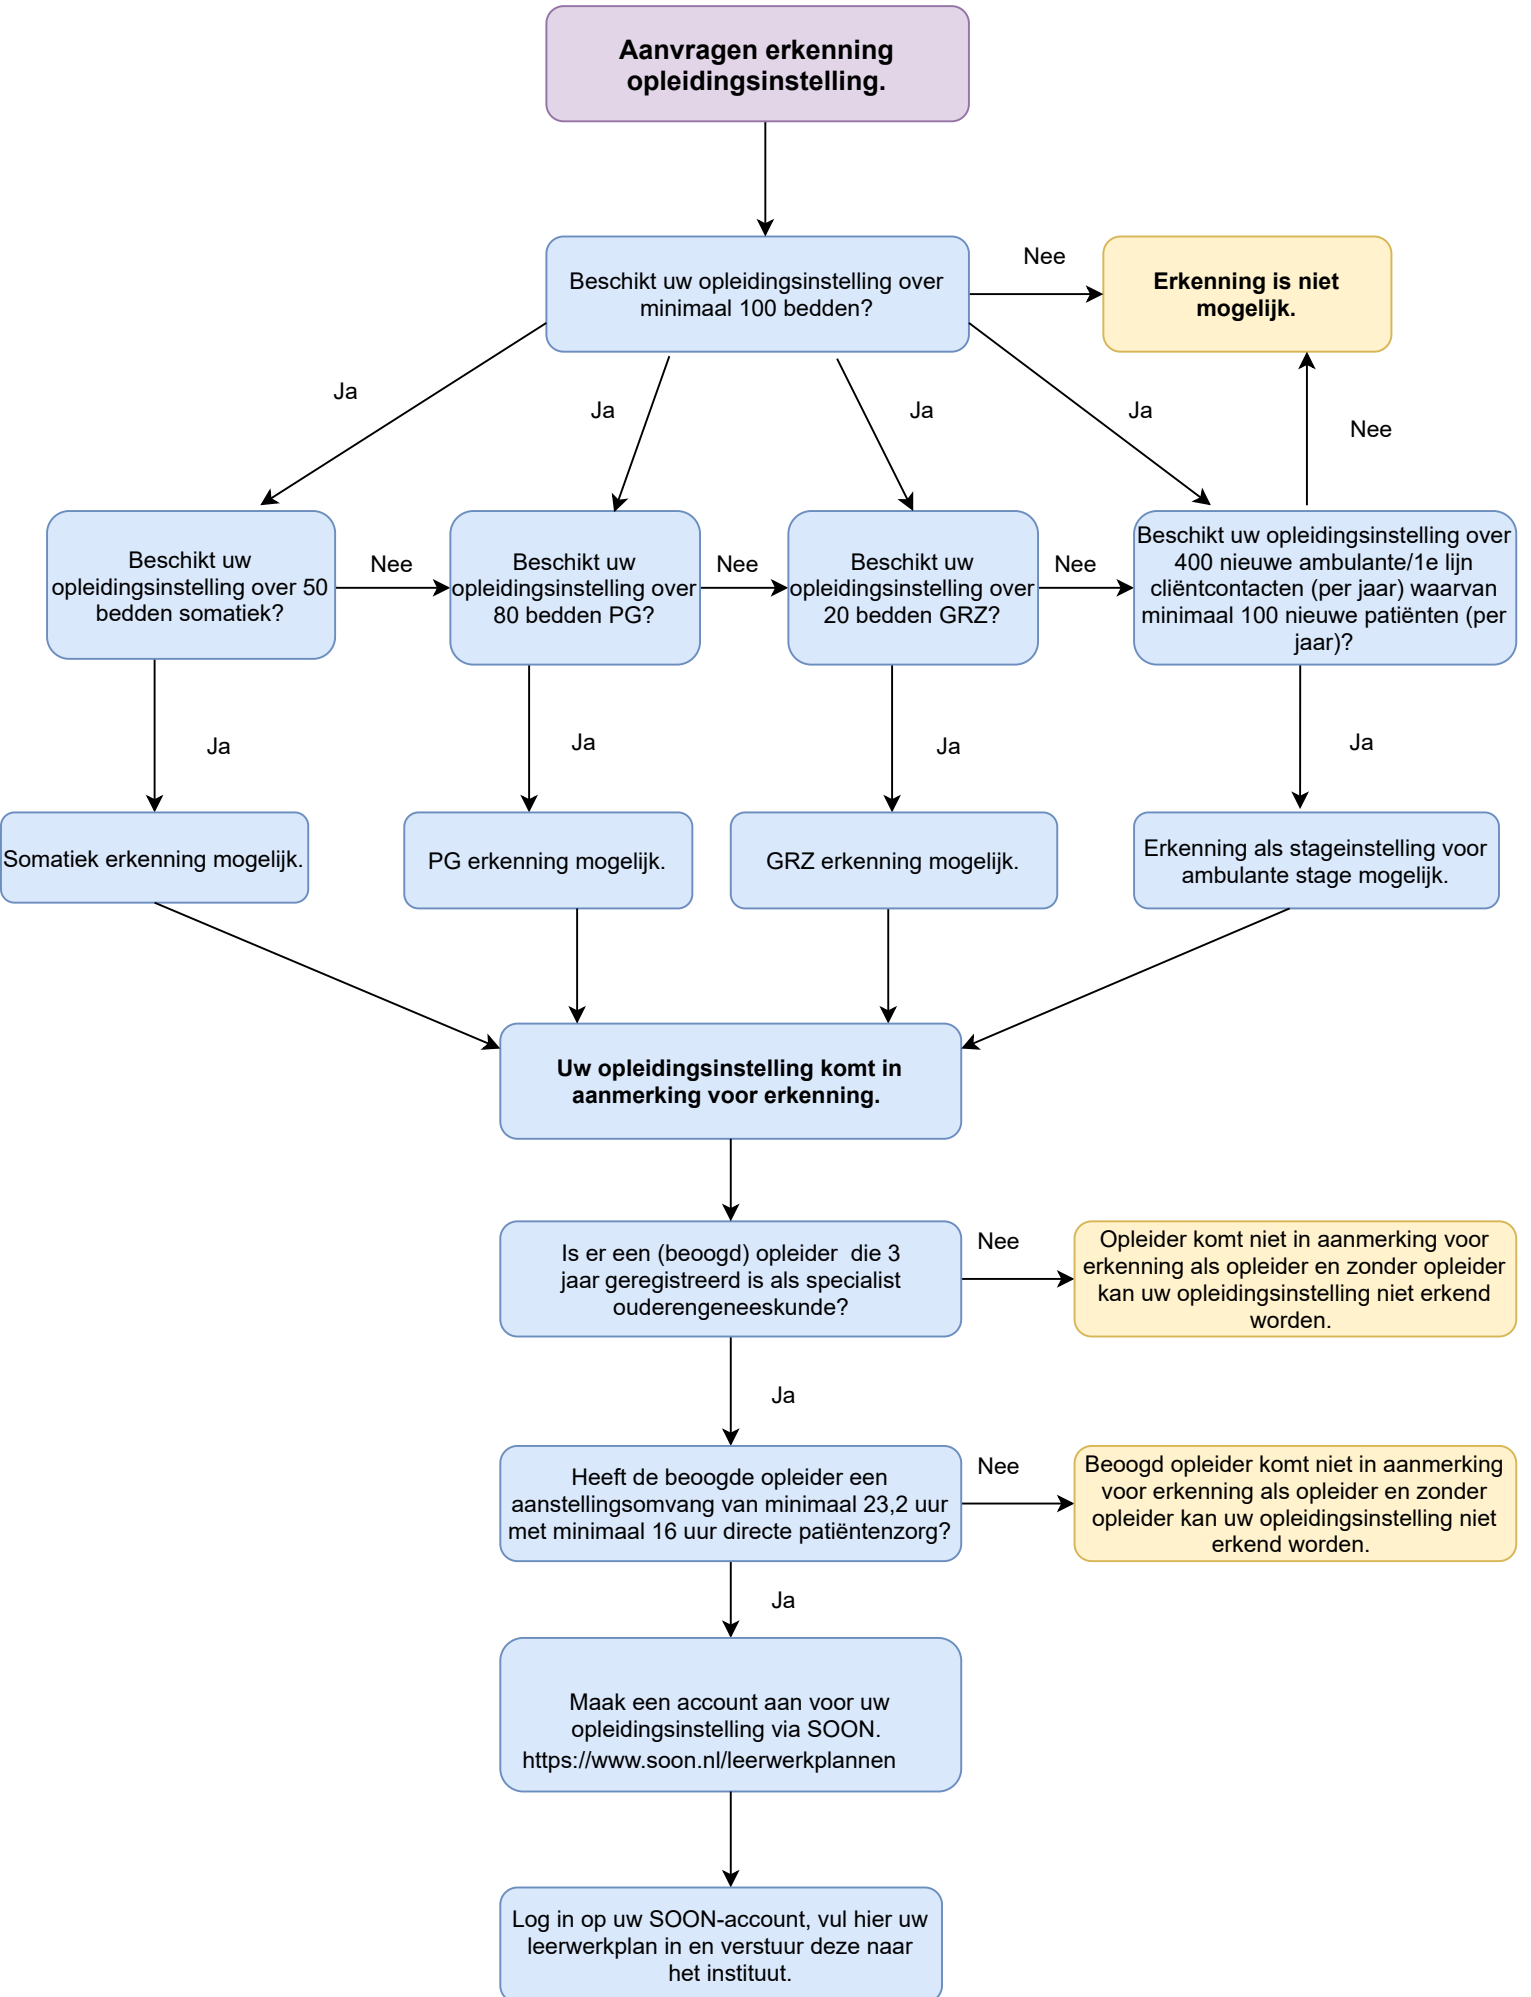 Aanvragen erkenning
opleidingsinstelling.
Beschikt uw opleidingsinstelling over
minimaal 100 bedden?
Nee
Erkenning is niet
mogelijk.
Ja
Ja
Ja
Ja
Nee
Beschikt uw
opleidingsinstelling over 50
bedden somatiek?
Nee
Beschikt uw
opleidingsinstelling over
80 bedden PG?
Nee
Beschikt uw
opleidingsinstelling over
20 bedden GRZ?
Nee
Beschikt uw opleidingsinstelling over
400 nieuwe ambulante/1e lijn
cliëntcontacten (per jaar) waarvan
minimaal 100 nieuwe patiënten (per
jaar)?
Ja
Ja
Ja
Ja
Somatiek erkenning mogelijk.
PG erkenning mogelijk.
GRZ erkenning mogelijk.
Erkenning als stageinstelling voor
ambulante stage mogelijk.
Uw opleidingsinstelling komt in
aanmerking voor erkenning.
Is er een (beoogd) opleider  die 3
jaar geregistreerd is als specialist
ouderengeneeskunde?
Nee
Opleider komt niet in aanmerking voor
erkenning als opleider en zonder opleider
kan uw opleidingsinstelling niet erkend
worden.
Ja
Heeft de beoogde opleider een
aanstellingsomvang van minimaal 23,2 uur
met minimaal 16 uur directe patiëntenzorg?
Nee
Beoogd opleider komt niet in aanmerking
voor erkenning als opleider en zonder
opleider kan uw opleidingsinstelling niet
erkend worden.
Ja
Maak een account aan voor uw
opleidingsinstelling via SOON.
https://www.soon.nl/leerwerkplannen
Log in op uw SOON-account, vul hier uw
leerwerkplan in en verstuur deze naar
het instituut.